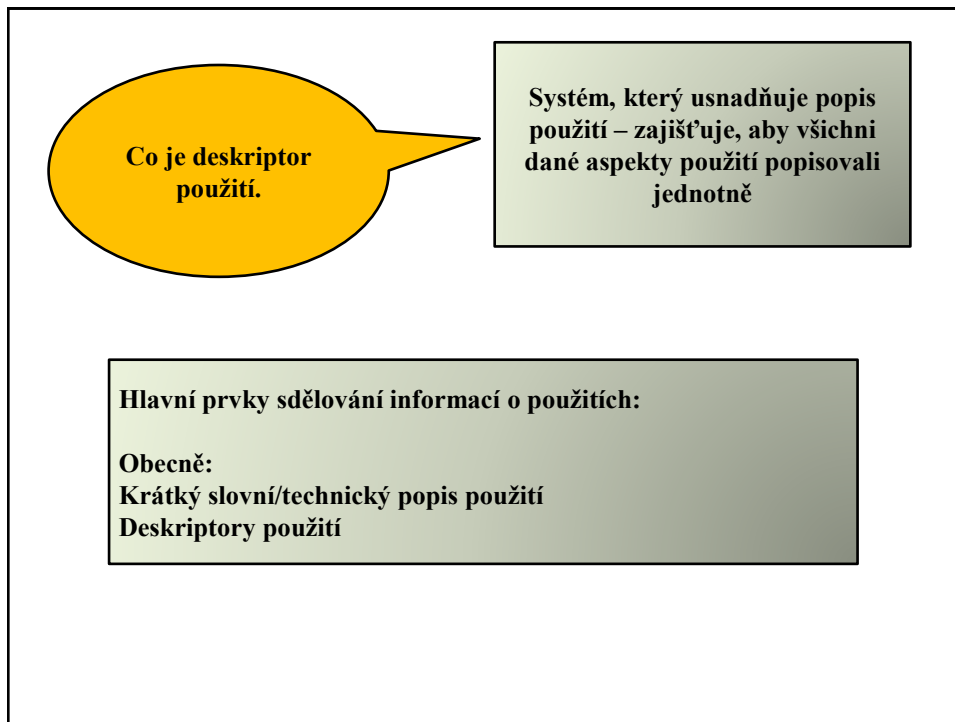 Co je deskriptor
použití.
Systém, který usnadňuje popis
použití – zajišťuje, aby všichni
dané aspekty použití popisovali
jednotně
Hlavní prvky sdělování informací o použitích:
Obecně:
Krátký slovní/technický popis použití
Deskriptory použití